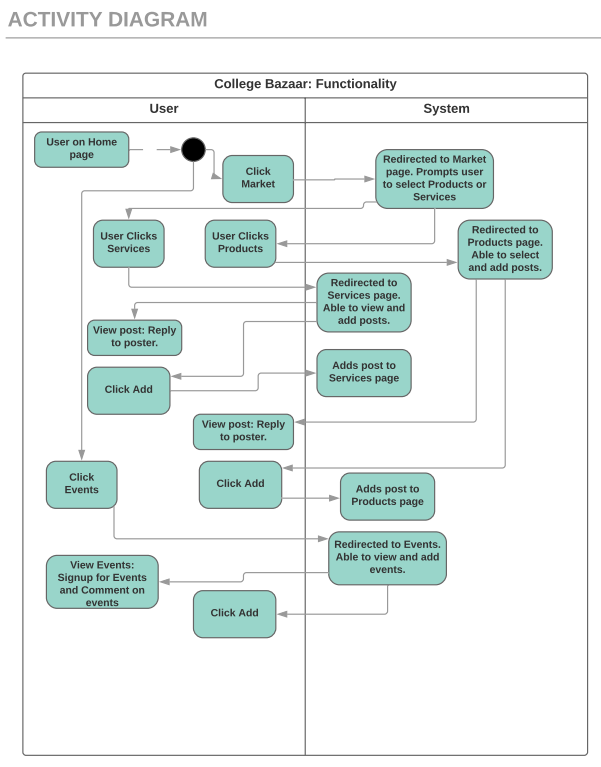 ACTIVITY DIAGRAM
College Bazaar: Functionality
User
System
User on Home
page
Click
Market
Redirected to Market
page. Prompts user
to select Products or
Services
User Clicks
Services
User Clicks
Products
Redirected to
Products page.
Able to select
and add posts.
Redirected to
Services page.
Able to view and
add posts.
View post: Reply
to poster.
Click Add
Adds post to
Services page
View post: Reply
to poster.
Click
Events
Click Add
Adds post to
Products page
Redirected to Events.
Able to view and add
events.
View Events:
Signup for Events
and Comment on
events
Click Add